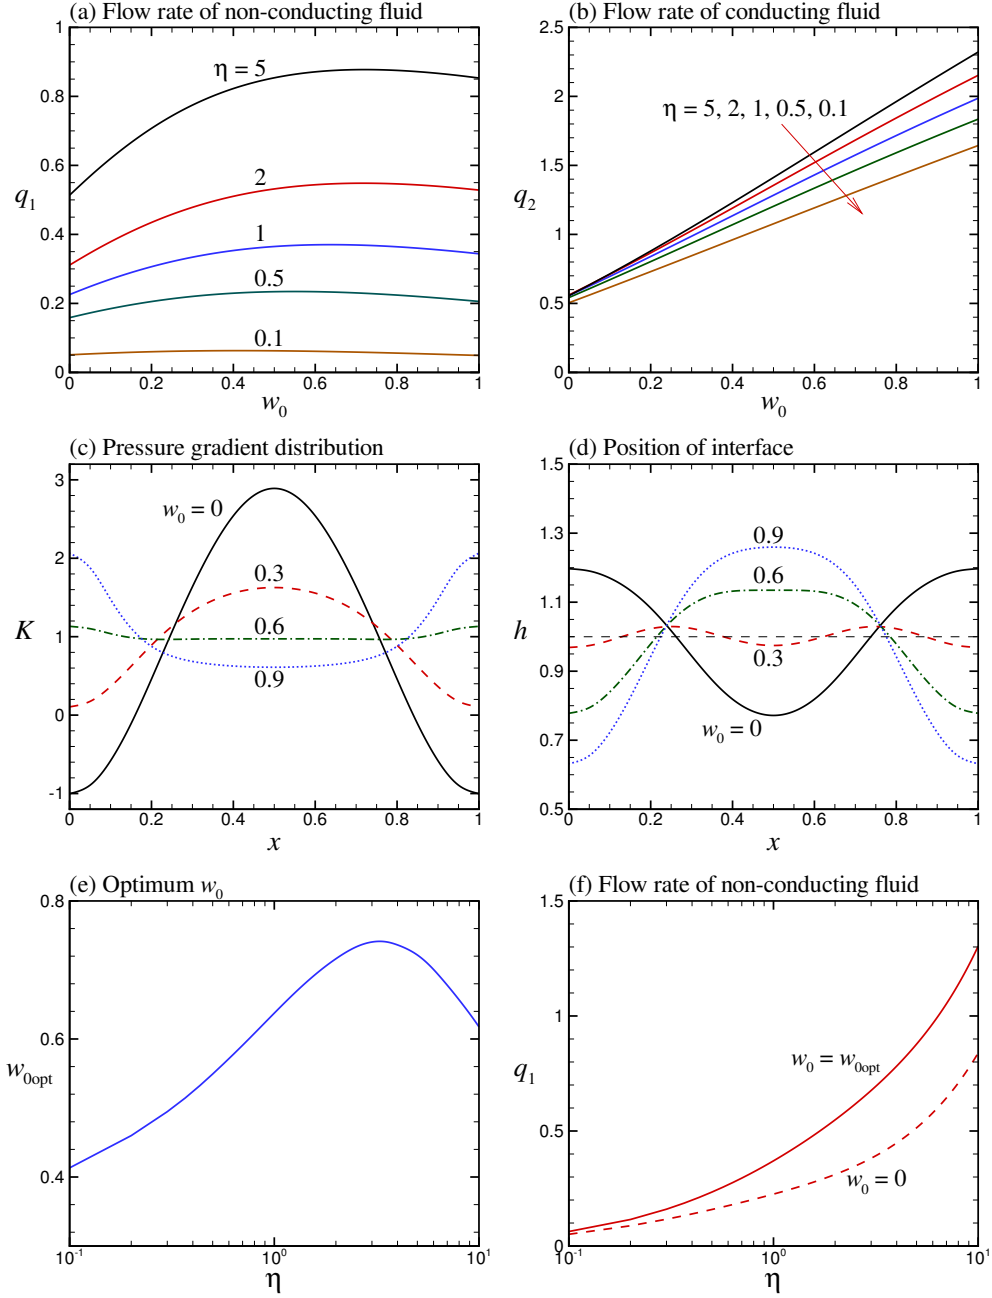 (a) Flow rate of non-conducting fluid
1
0.8
0.6
0.4
0.2
0
q1
η = 5
2
1
0.5
0.1
0 0.2 0.4 0.6 0.8 1
w0
(b) Flow rate of conducting fluid
2.5
2
1.5
1
0.5
0
q2
η = 5, 2, 1, 0.5, 0.1
0 0.2 0.4 0.6 0.8 1
w0
(c) Pressure gradient distribution
3
2
1
0
-1
K
w0 = 0
0.3
0.6
0.9
0 0.2 0.4 0.6 0.8 1
x
(d) Position of interface
1.5
1.3
1.1
0.9
0.7
0.5
h
0.9
0.6
0.3
w0 = 0
0 0.2 0.4 0.6 0.8 1
x
(e) Optimum w0
0.8
0.6
0.4
w0opt
10-1 100 101
η
(f) Flow rate of non-conducting fluid
1.5
1
0.5
0
q1
w0 = w0opt
w0 = 0
10-1 100 101
η